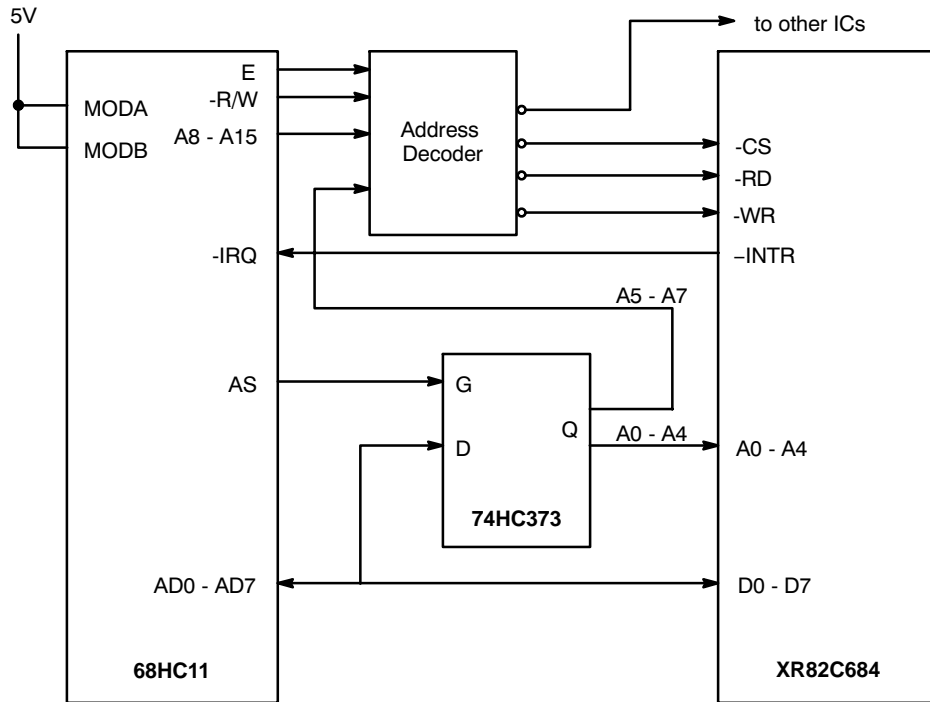 5V
to other ICs
E
-R/W
A8 - A15
MODA
MODB
Address
Decoder
-CS
-RD
-WR
-IRQ
–INTR
A5 - A7
AS
G
D
Q
A0 - A4
A0 - A4
74HC373
AD0 - AD7
D0 - D7
68HC11
XR82C684